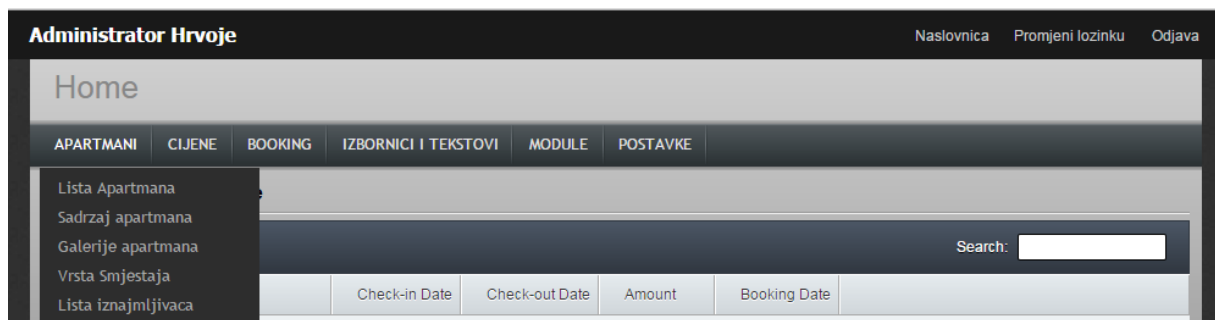 Administrator Hrvoje Naslovnica Promjeni lozinku Odjava
Home
APARTMANI CIJENE BOOKING IZBORNICI I TEKSTOVI MODULE POSTAVKE
Lista Apartmana
Sadrzaj apartmana
Galerije apartmana Search:
Vrsta Smjestaja
Check-in Date Check-out Date Amount Booking Date
Lista iznajmljivaca